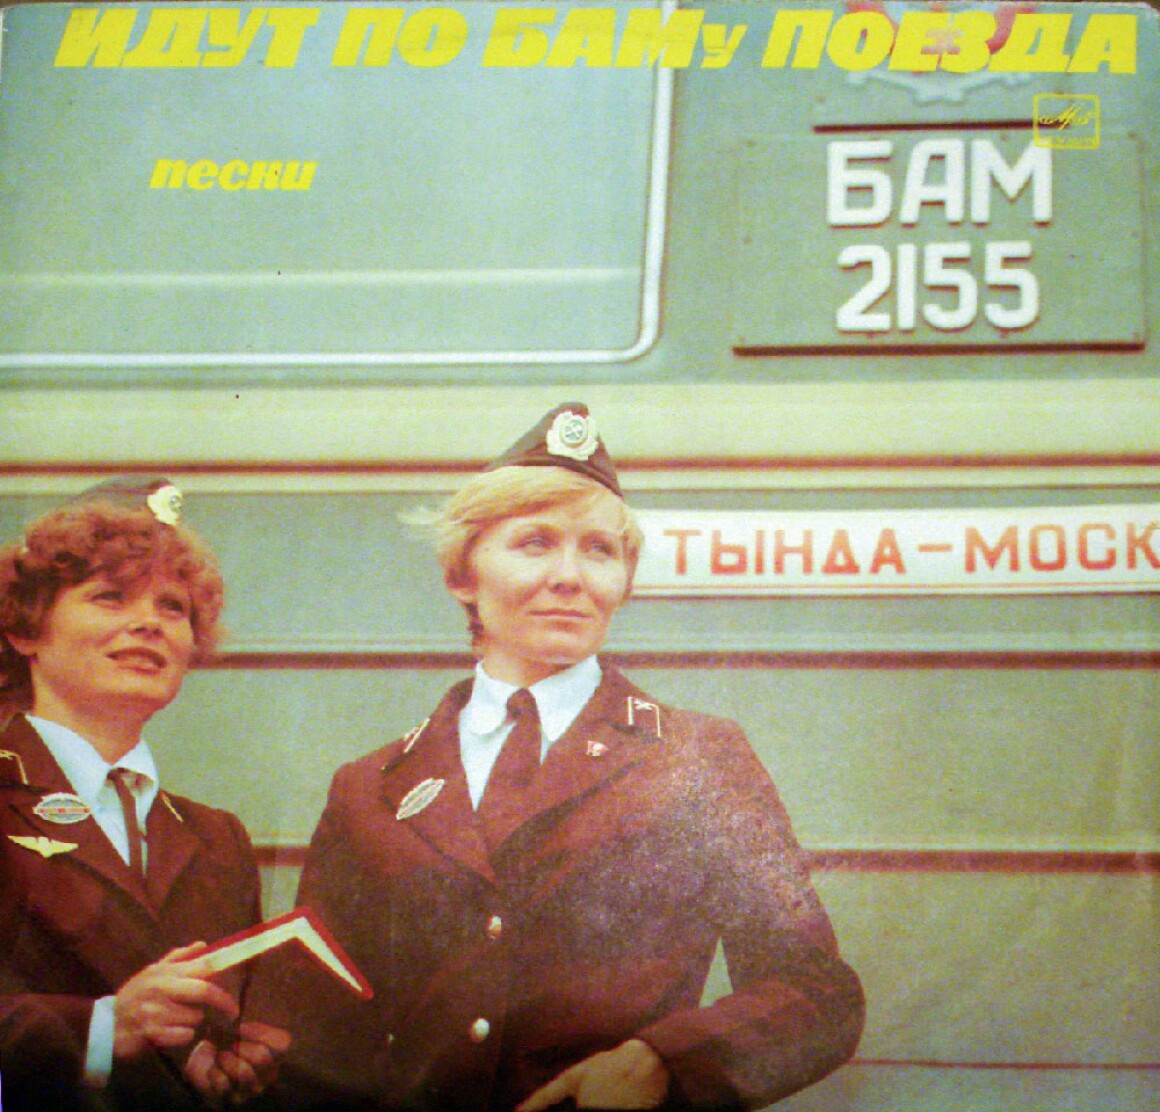 ИДУТ ПО БАМу ПОЕЗДА
песни
БАМ
2155
ТЫНДА-МОСК